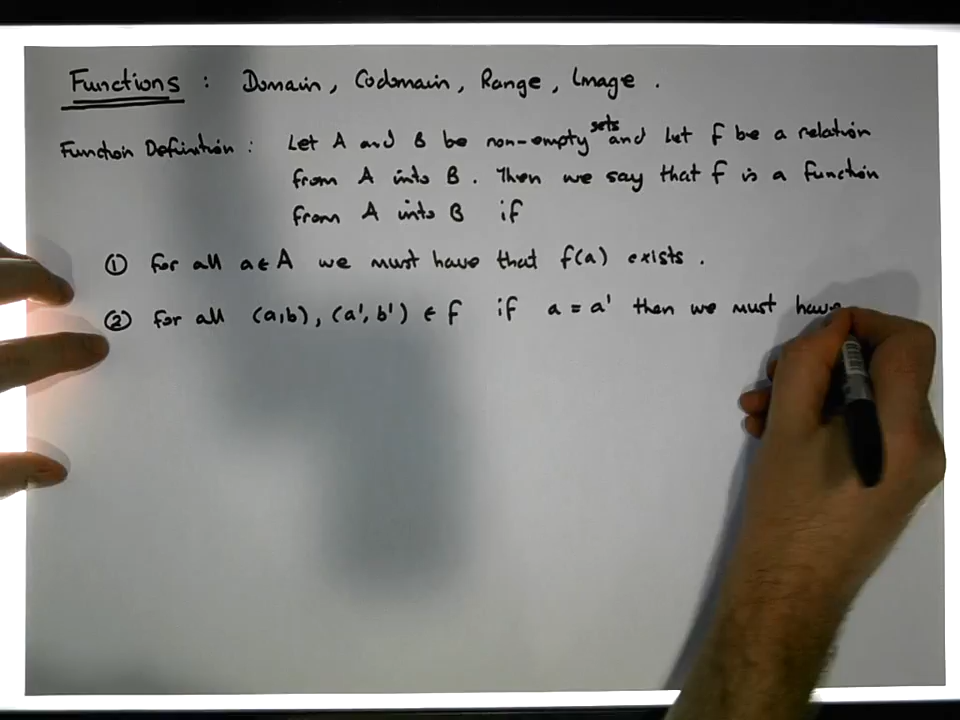 Functions : Domain, Codomain, Range, Image.
Function Definition : Let A and B be non-empty sets and let f be a relation
from A into B. Then we say that f is a function
from A into B if
① for all a ∈ A we must have that f(a) exists.
② for all (a,b), (a', b') ∈ f if a = a' then we must have